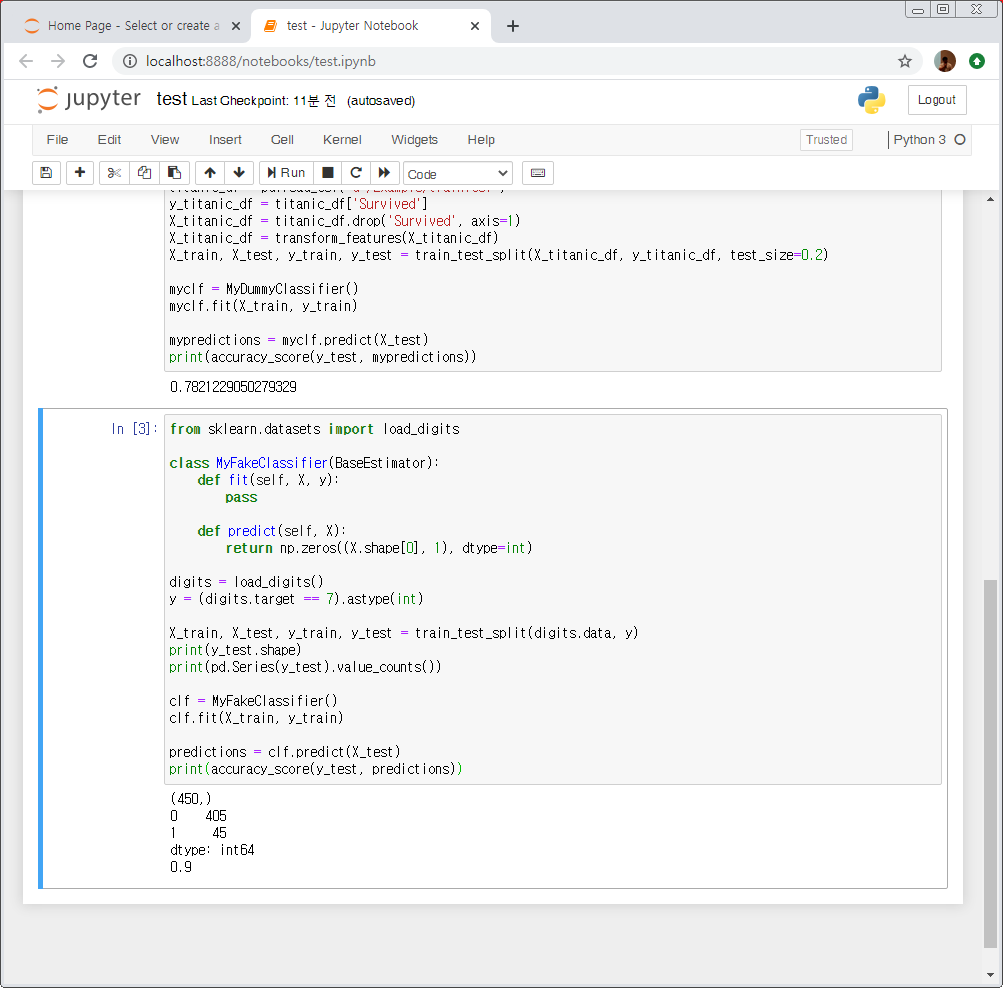 Home Page - Select or create a
test - Jupyter Notebook
localhost:8888/notebooks/test.ipynb
jupyter test Last Checkpoint: 11분 전 (autosaved)
Logout
File Edit View Insert Cell Kernel Widgets Help
Trusted
Python 3
Run
Code
y_titanic_df = titanic_df['Survived']
X_titanic_df = titanic_df.drop('Survived', axis=1)
X_titanic_df = transform_features(X_titanic_df)
X_train, X_test, y_train, y_test = train_test_split(X_titanic_df, y_titanic_df, test_size=0.2)
myclf = MyDummyClassifier()
myclf.fit(X_train, y_train)
mypredictions = myclf.predict(X_test)
print(accuracy_score(y_test, mypredictions))
0.7821229050279329
In [3]:
from sklearn.datasets import load_digits
class MyFakeClassifier(BaseEstimator):
def fit(self, X, y):
pass
def predict(self, X):
return np.zeros((X.shape[0], 1), dtype=int)
digits = load_digits()
y = (digits.target == 7).astype(int)
X_train, X_test, y_train, y_test = train_test_split(digits.data, y)
print(y_test.shape)
print(pd.Series(y_test).value_counts())
clf = MyFakeClassifier()
clf.fit(X_train, y_train)
predictions = clf.predict(X_test)
print(accuracy_score(y_test, predictions))
(450,)
0 405
1 45
dtype: int64
0.9